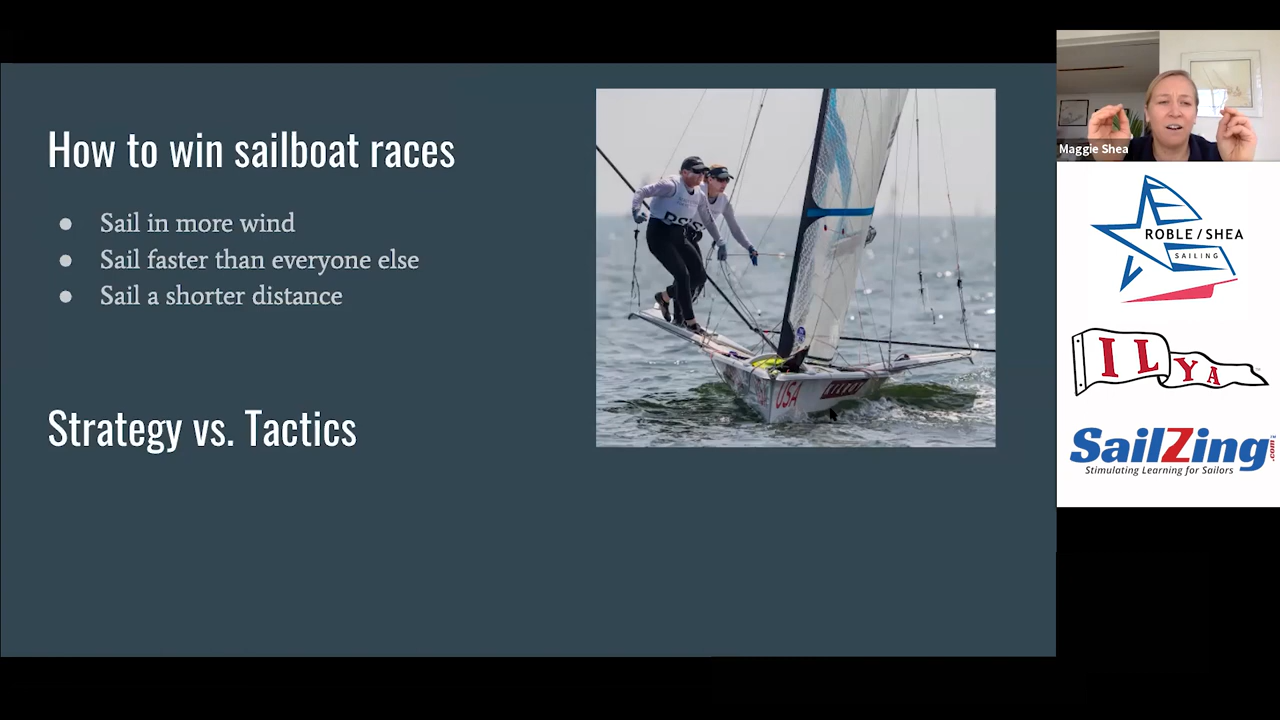 How to win sailboat races
● Sail in more wind
● Sail faster than everyone else
● Sail a shorter distance
Strategy vs. Tactics
USA
Maggie Shea
ROBLE / SHEA
SAILING
ILYA
SailZing.com
Stimulating Learning for Sailors